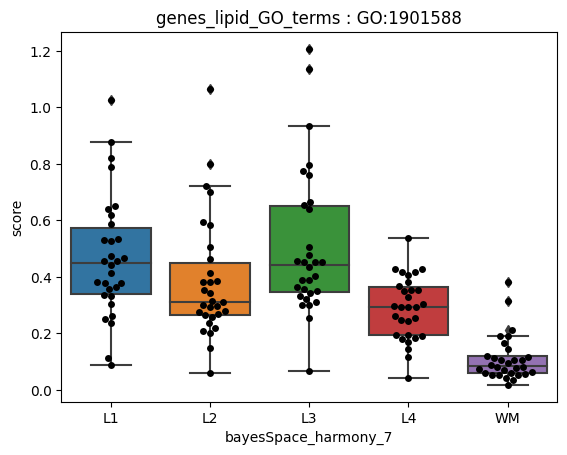 genes_lipid_GO_terms : GO:1901588
1.2
1.0
0.8
0.6
0.4
0.2
0.0
score
L1 L2 L3 L4 WM
bayesSpace_harmony_7